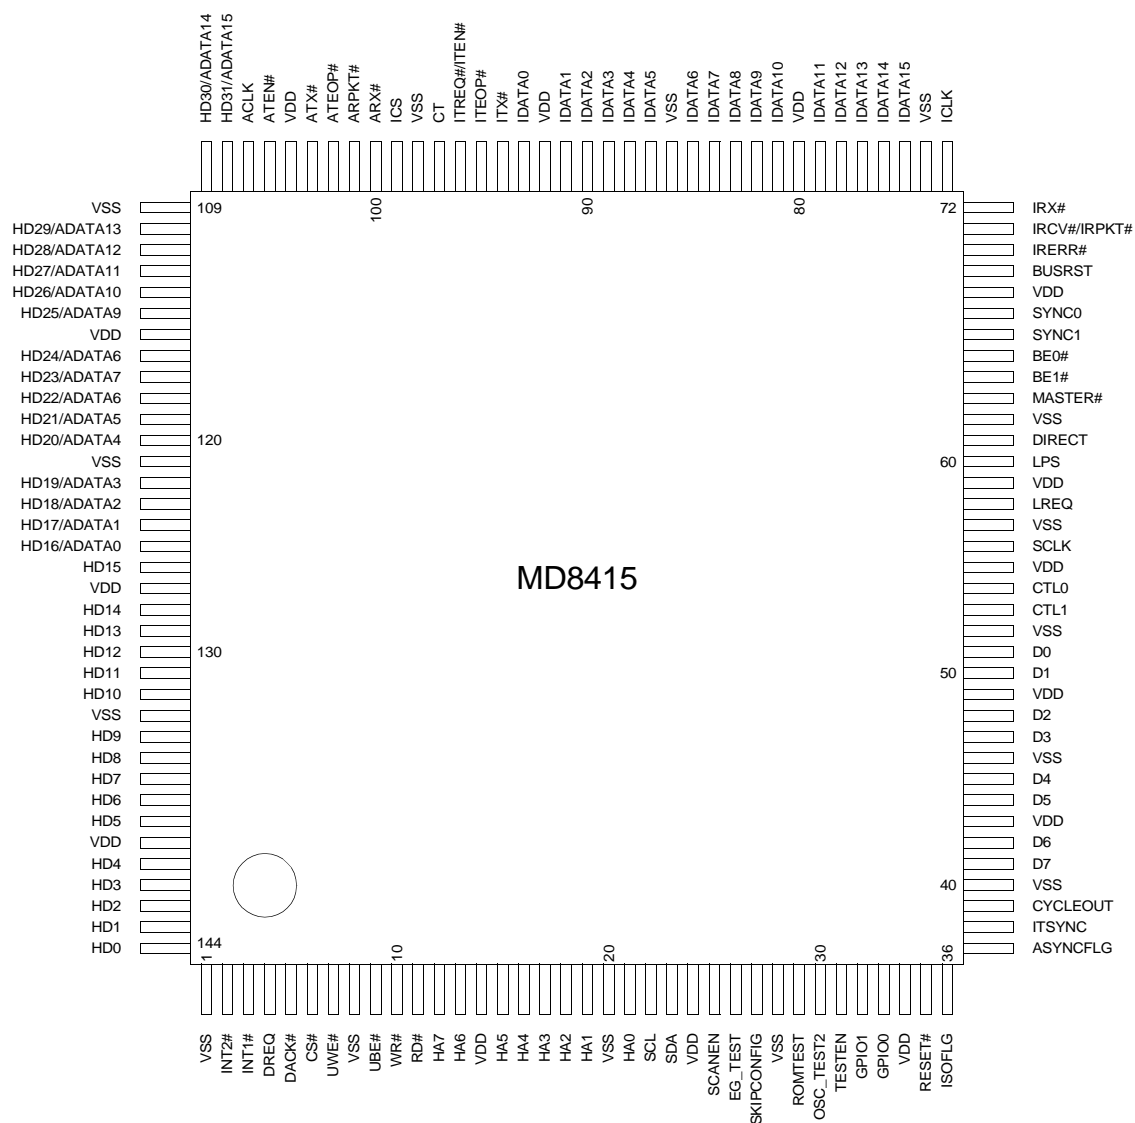 HD30/ADATA14
HD31/ADATA15
ACLK
ATEN#
VDD
ATX#
ATEOP#
ARPKT#
ARX#
ICS
VSS
CT
ITREQ#/ITEN#
ITEOP#
ITX#
IDATA0
VDD
IDATA1
IDATA2
IDATA3
IDATA4
IDATA5
VSS
IDATA6
IDATA7
IDATA8
IDATA9
IDATA10
VDD
IDATA11
IDATA12
IDATA13
IDATA14
IDATA15
VSS
ICLK
109
100
90
80
72
VSS
HD29/ADATA13
HD28/ADATA12
HD27/ADATA11
HD26/ADATA10
HD25/ADATA9
VDD
HD24/ADATA6
HD23/ADATA7
HD22/ADATA6
HD21/ADATA5
HD20/ADATA4
120
VSS
HD19/ADATA3
HD18/ADATA2
HD17/ADATA1
HD16/ADATA0
HD15
VDD
HD14
HD13
HD12
130
HD11
HD10
VSS
HD9
HD8
HD7
HD6
HD5
VDD
HD4
HD3
HD2
HD1
HD0
144
MD8415
IRX#
IRCV#/IRPKT#
IRERR#
BUSRST
VDD
SYNC0
SYNC1
BE0#
BE1#
MASTER#
VSS
DIRECT
60
LPS
VDD
LREQ
VSS
SCLK
VDD
CTL0
CTL1
VSS
D0
50
D1
VDD
D2
D3
VSS
D4
D5
VDD
D6
D7
40
VSS
CYCLEOUT
ITSYNC
ASYNCFLG
1
10
20
30
36
VSS
INT2#
INT1#
DREQ
DACK#
CS#
UWE#
VSS
UBE#
WR#
RD#
HA7
HA6
VDD
HA5
HA4
HA3
HA2
HA1
VSS
HA0
SCL
SDA
VDD
SCANEN
EG_TEST
SKIPCONFIG
VSS
ROMTEST
OSC_TEST2
TESTEN
GPIO1
GPIO0
VDD
RESET#
ISOFLG